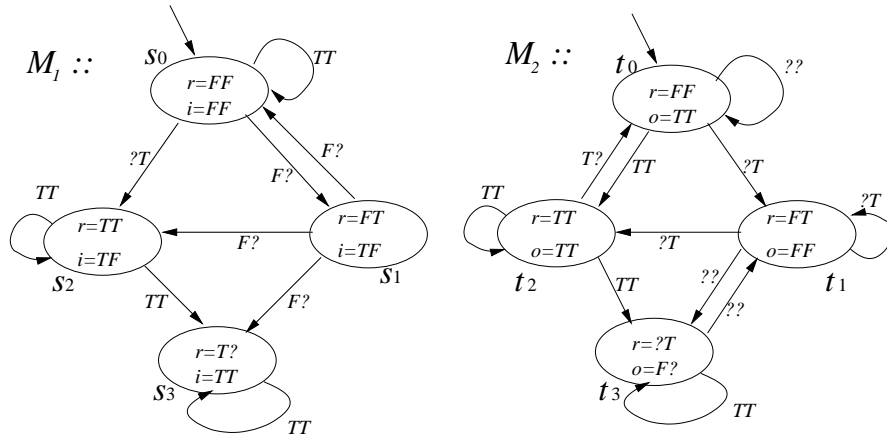 M1 ::
s0
r=FF
i=FF
TT
?T
F?
F?
TT
r=TT
i=TF
s2
F?
r=FT
i=TF
s1
TT
F?
r=T?
i=TT
s3
TT
M2 ::
t0
r=FF
o=TT
??
T?
TT
?T
TT
r=TT
o=TT
t2
?T
r=FT
o=FF
?T
t1
TT
??
??
r=?T
o=F?
t3
TT